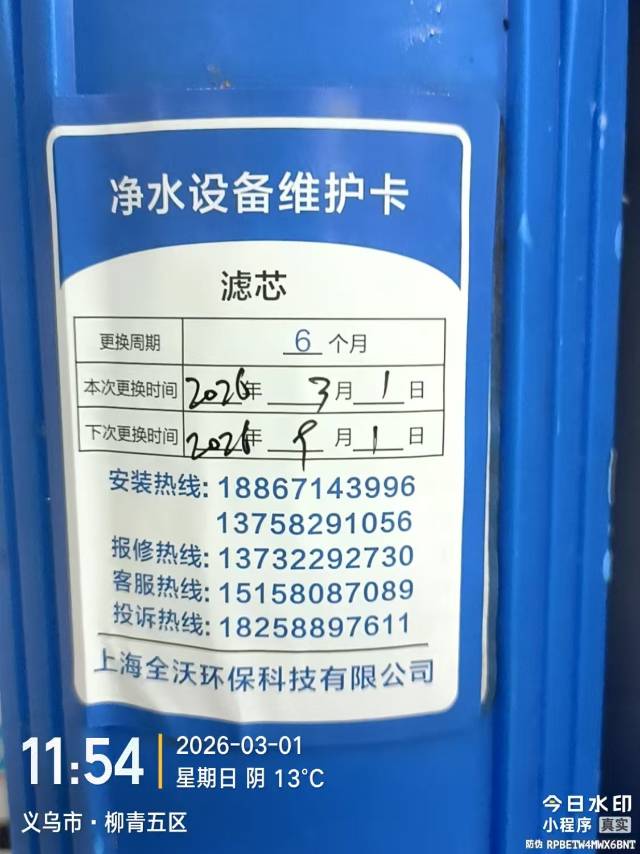 净水设备维护卡
滤芯
更换周期 6 个月
本次更换时间 2026年 3月 1日
下次更换时间 2026年 9月 1日
安装热线: 18867143996
13758291056
报修热线: 13732292730
客服热线: 15158087089
投诉热线: 18258897611
上海全沃环保科技有限公司
11:54
2026-03-01
星期日 阴 13℃
义乌市·柳青五区
今日水印
小程序 真实
防伪 RPBETW4MWX6BNT